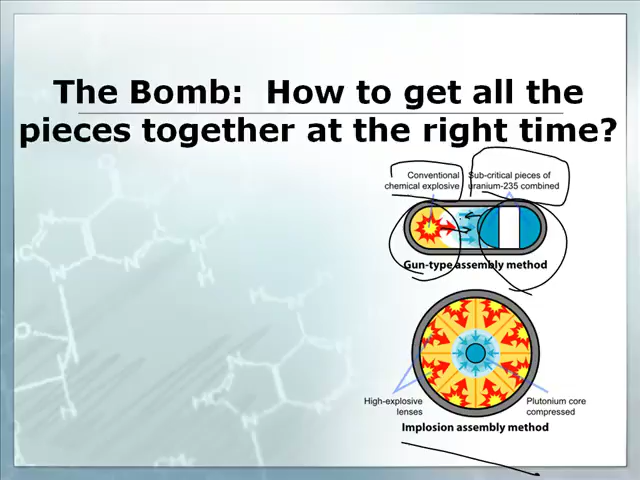 The Bomb:  How to get all the
pieces together at the right time?
Conventional
chemical explosive
Sub-critical pieces of
uranium-235 combined
Gun-type assembly method
High-explosive
lenses
Plutonium core
compressed
Implosion assembly method